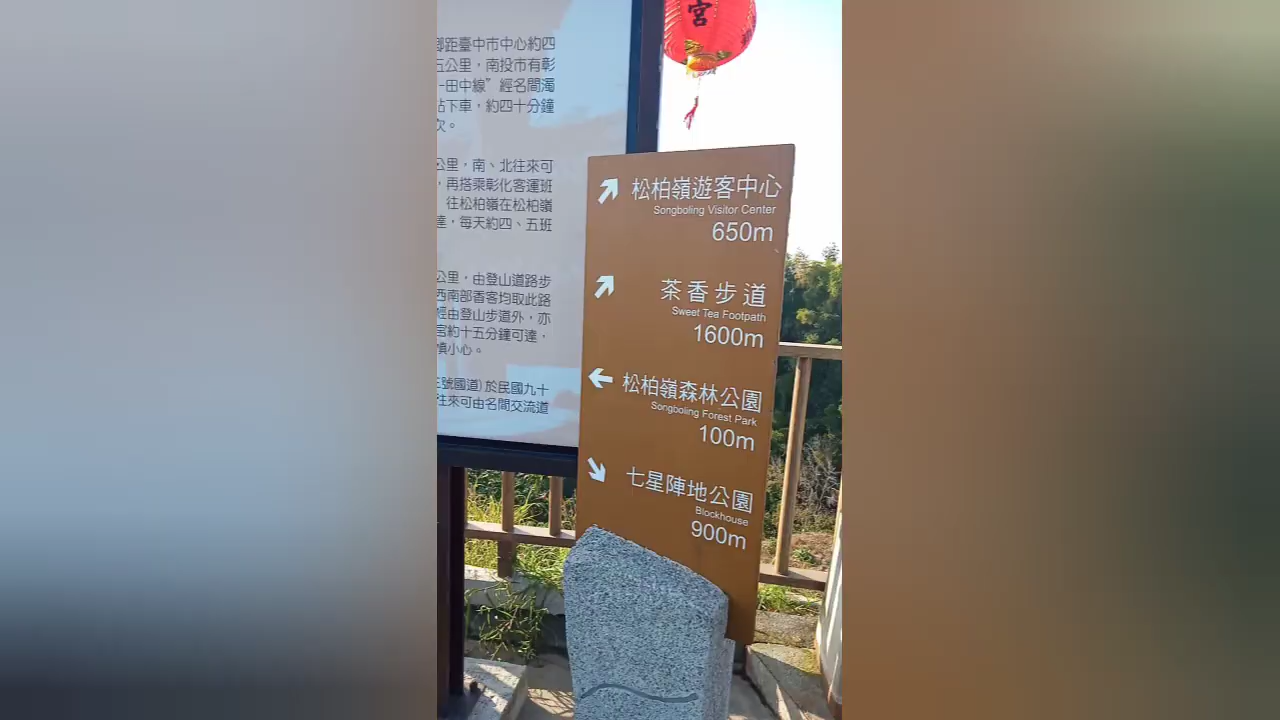 距臺中市中心約四
五公里，南投市有彰
田中線”經名間濁
站下車，約四十分鐘
次。
公里，南、北往來可
，再搭乘彰化客運班
往松柏嶺在松柏嶺
達，每天約四、五班
公里，由登山道路步
西南部香客均取此路
經由登山步道外，亦
宮約十五分鐘可達，
慎小心。
號國道)於民國九十
往來可由名間交流道
宮
松柏嶺遊客中心
Songboling Visitor Center
650m
茶香步道
Sweet Tea Footpath
1600m
松柏嶺森林公園
Songboling Forest Park
100m
七星陣地公園
Blockhouse
900m